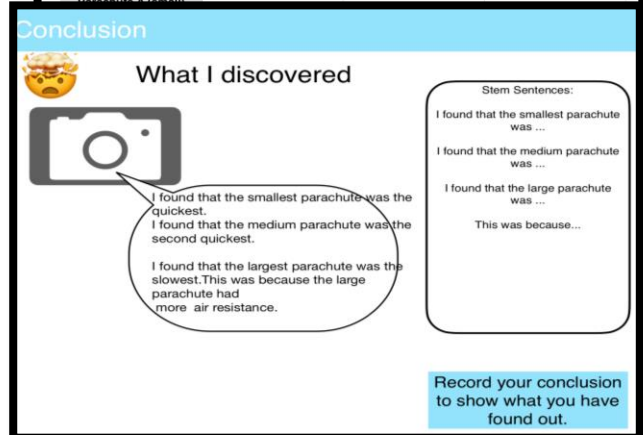 Conclusion
What I discovered
I found that the smallest parachute was the
quickest.
I found that the medium parachute was the
second quickest.
I found that the largest parachute was the
slowest.This was because the large
parachute had
more air resistance.
Stem Sentences:
I found that the smallest parachute
was ...
I found that the medium parachute
was ...
I found that the large parachute
was ...
This was because...
Record your conclusion
to show what you have
found out.